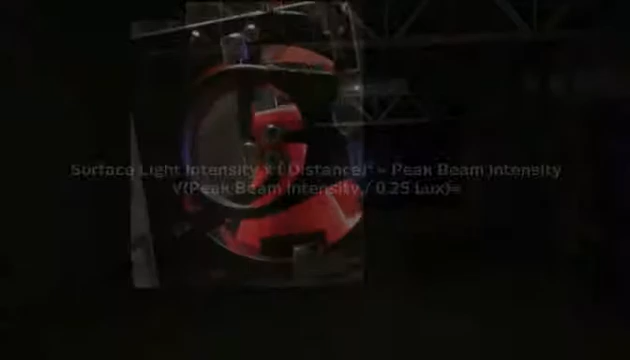 Surface Light Intensity x ( Distance)² = Peak Beam Intensity
√(Peak Beam Intensity / 0.25 Lux)=